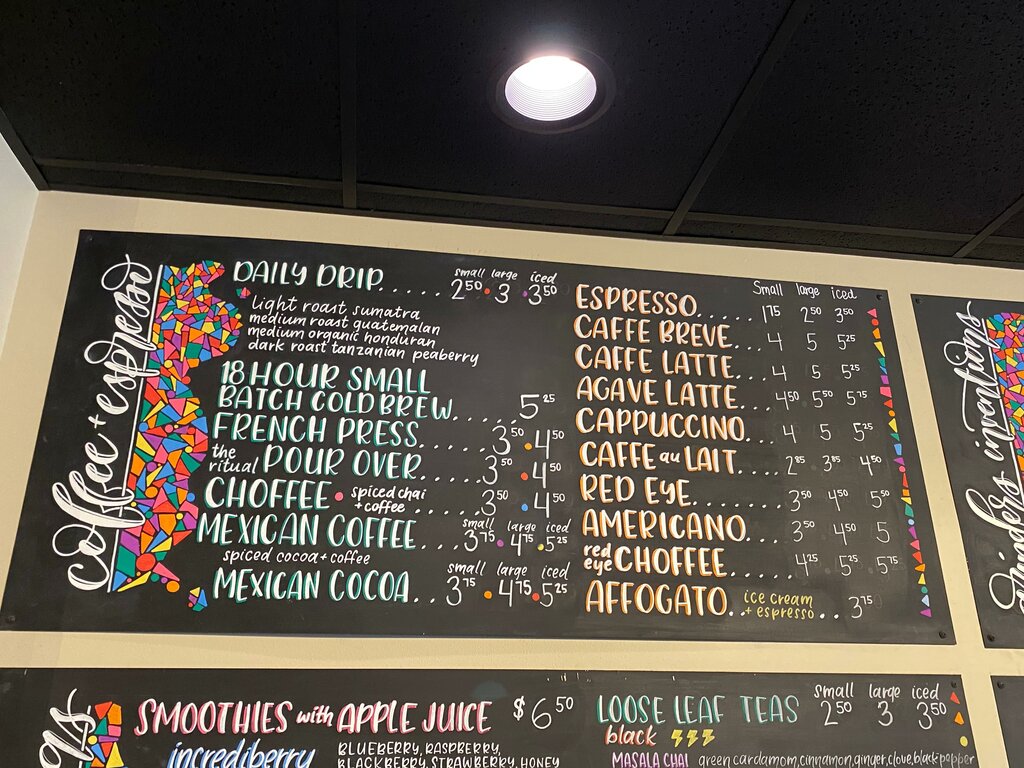 coffee + espresso
small large iced
DAILY DRIP...... 2.50 • 3 • 3.50
light roast sumatra
medium roast guatemalan
medium organic honduran
dark roast tanzanian peaberry
18 HOUR SMALL
BATCH COLD BREW..... 5.25
FRENCH PRESS.... 3.50 • 4.50
the ritual POUR OVER.... 3.50 • 4.50
CHOFFEE • spiced chai + coffee 3.50 • 4.50
small large iced
MEXICAN COFFEE... 3.75 • 4.75 • 5.25
spiced cocoa + coffee
small large iced
MEXICAN COCOA... 3.75 • 4.75 • 5.25
Small large iced
ESPRESSO...... 1.75 2.50 3.50
CAFFE BREVE... 4 5 5.25
CAFFE LATTE... 4 5 5.25
AGAVE LATTE... 4.50 5.50 5.75
CAPPUCCINO... 4 5 5.25
CAFFE au LAIT.... 2.85 3.85 4.50
RED EYE........ 3.50 4.50 5.50
AMERICANO.... 3.50 4.50 5
red eye CHOFFEE..... 4.25 5.25 5.75
AFFOGATO.. ice cream + espresso .. 3.75
inventions
SMOOTHIES with APPLE JUICE $6.50
incrediberry
BLUEBERRY, RASPBERRY,
BLACKBERRY, STRAWBERRY, HONEY
small large iced
LOOSE LEAF TEAS 2.50 3 3.50
black
MASALA CHAI green cardamom, cinnamon, ginger, clove, black pepper